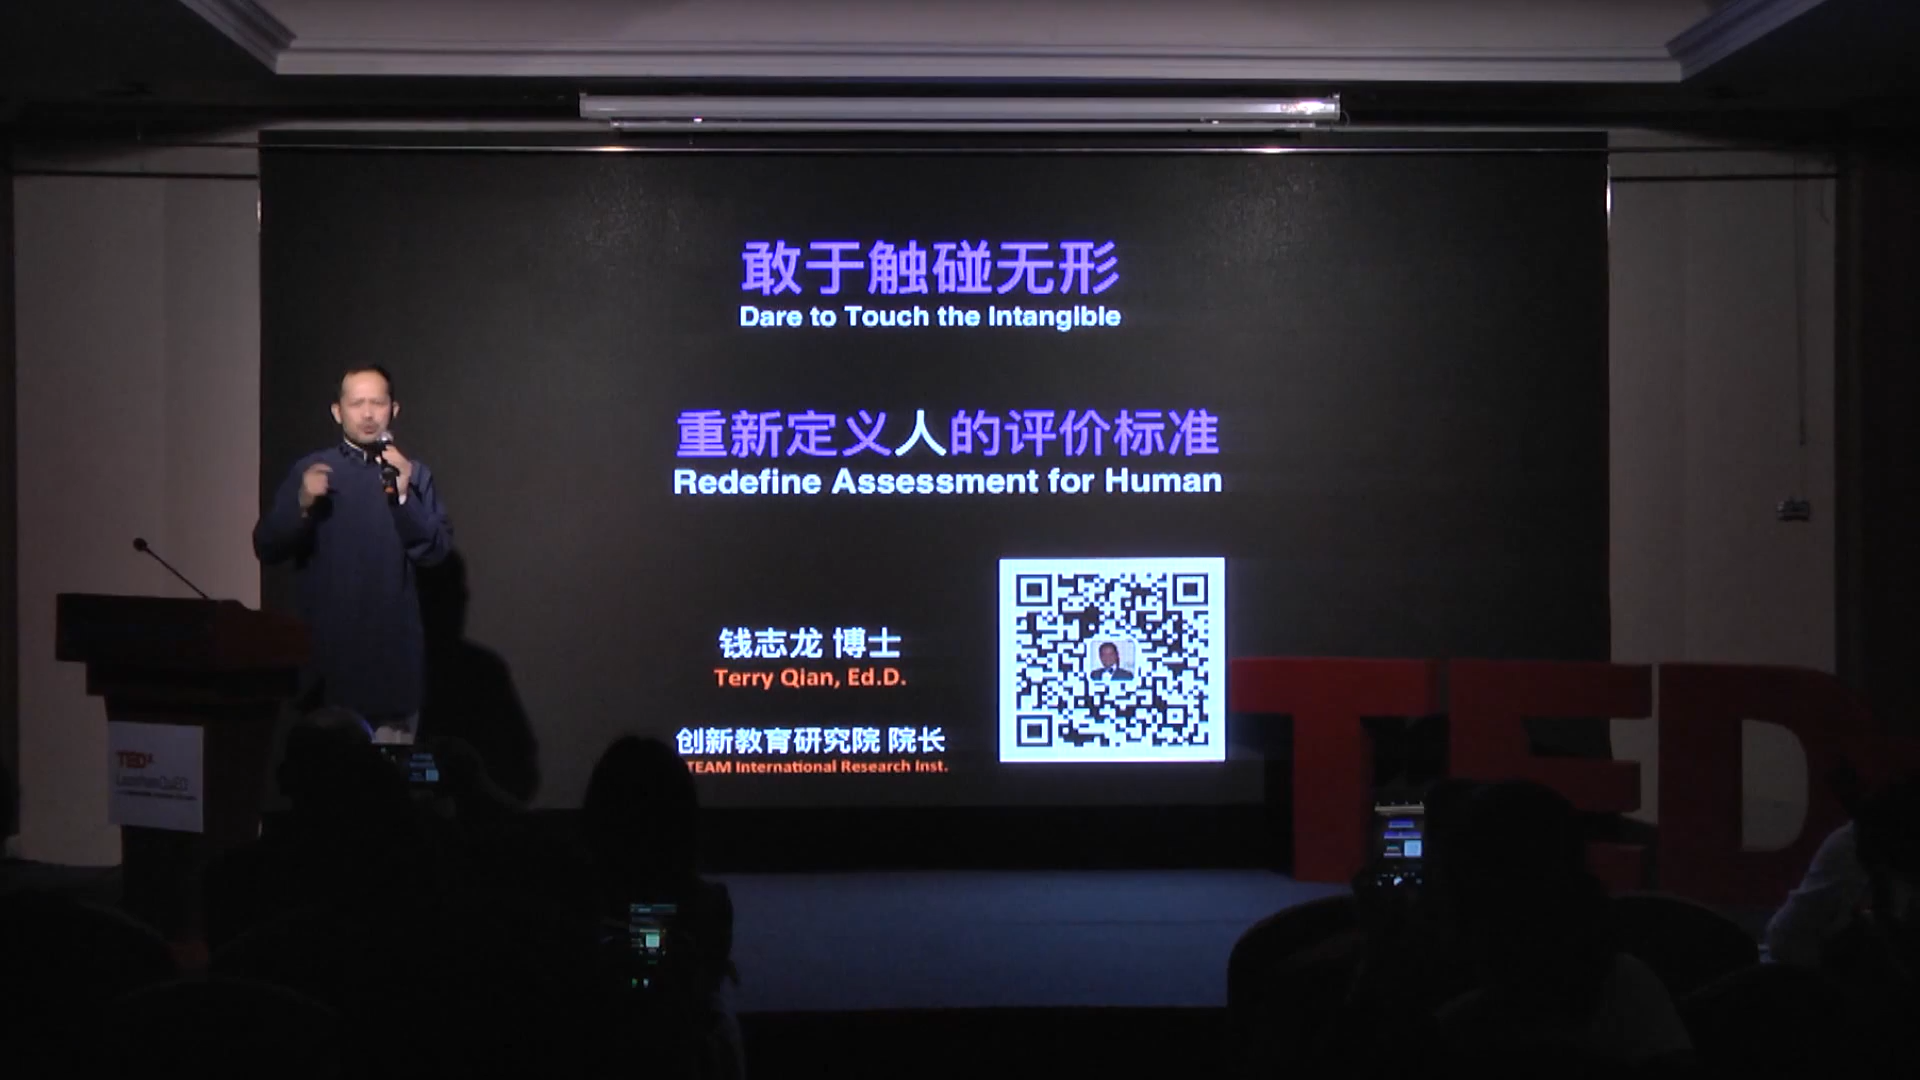 敢于触碰无形
Dare to Touch the Intangible
重新定义人的评价标准
Redefine Assessment for Human
钱志龙 博士
Terry Qian, Ed.D.
创新教育研究院 院长
TEAM International Research Inst.
TEDx
TED